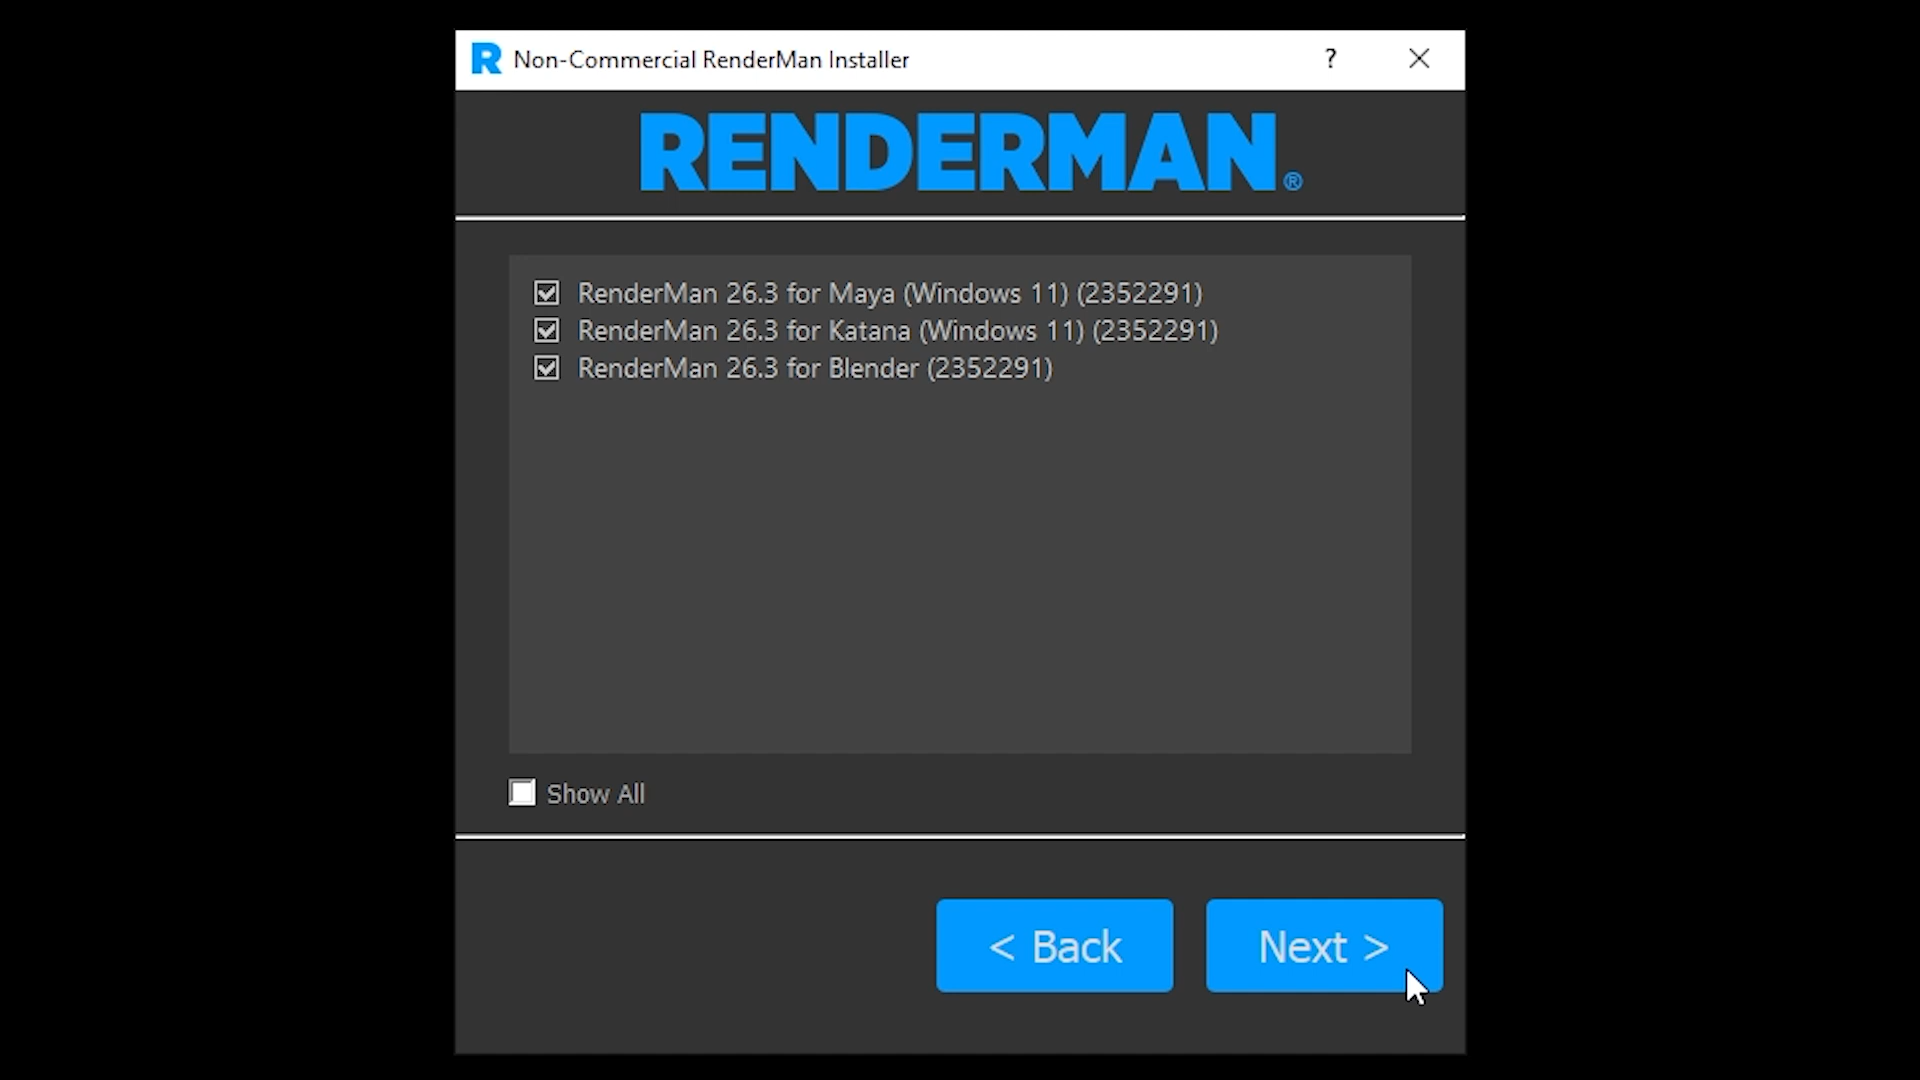 R Non-Commercial RenderMan Installer ?
RENDERMAN®
RenderMan 26.3 for Maya (Windows 11) (2352291)
RenderMan 26.3 for Katana (Windows 11) (2352291)
RenderMan 26.3 for Blender (2352291)
Show All
< Back
Next >